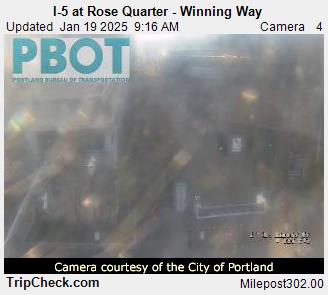 I-5 at Rose Quarter - Winning Way
Updated Jan 19 2025 9:16 AM Camera 4
PBOT
PORTLAND BUREAU OF TRANSPORTATION
Camera courtesy of the City of Portland
TripCheck.com Milepost302.00